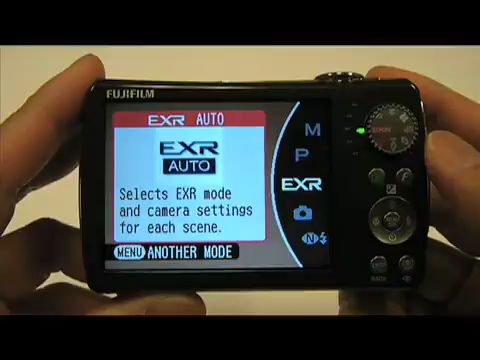 FUJIFILM
EXR AUTO
EXR
AUTO
Selects EXR mode
and camera settings
for each scene.
MENU ANOTHER MODE
M
P
EXR
N